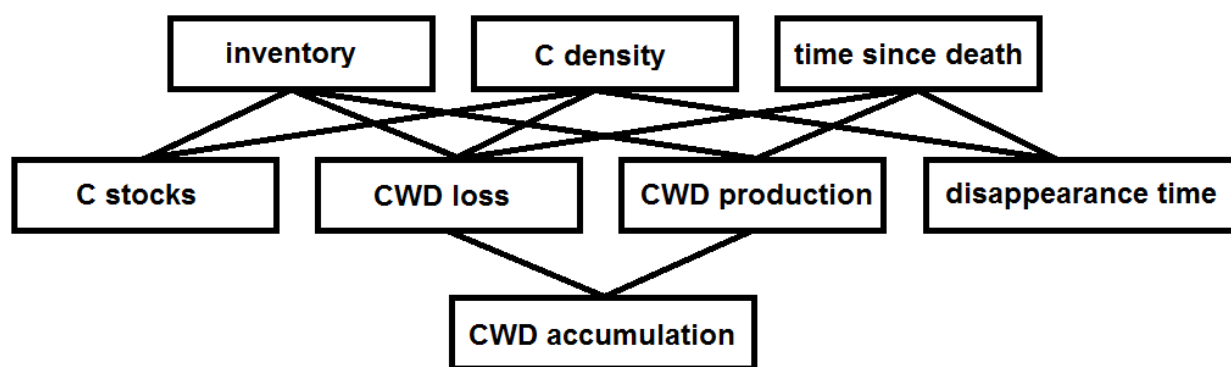 inventory
C density
time since death
C stocks
CWD loss
CWD production
disappearance time
CWD accumulation